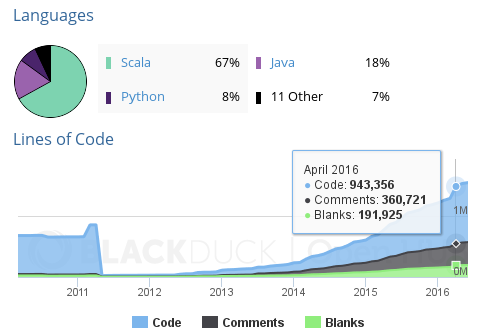 Languages
Scala 67% Java 18%
Python 8% 11 Other 7%
Lines of Code
April 2016
Code: 943,356
Comments: 360,721
Blanks: 191,925
1M
BLACKDUCK
0M
2011 2012 2013 2014 2015 2016
Code Comments Blanks